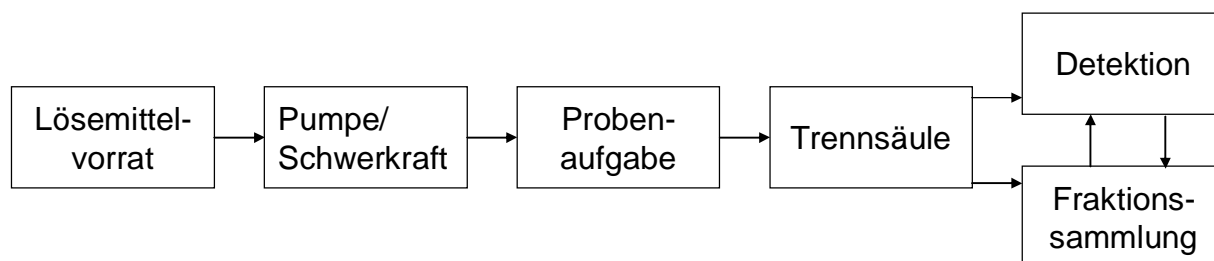 Lösemittel-
vorrat
Pumpe/
Schwerkraft
Proben-
aufgabe
Trennsäule
Detektion
Fraktions-
sammlung